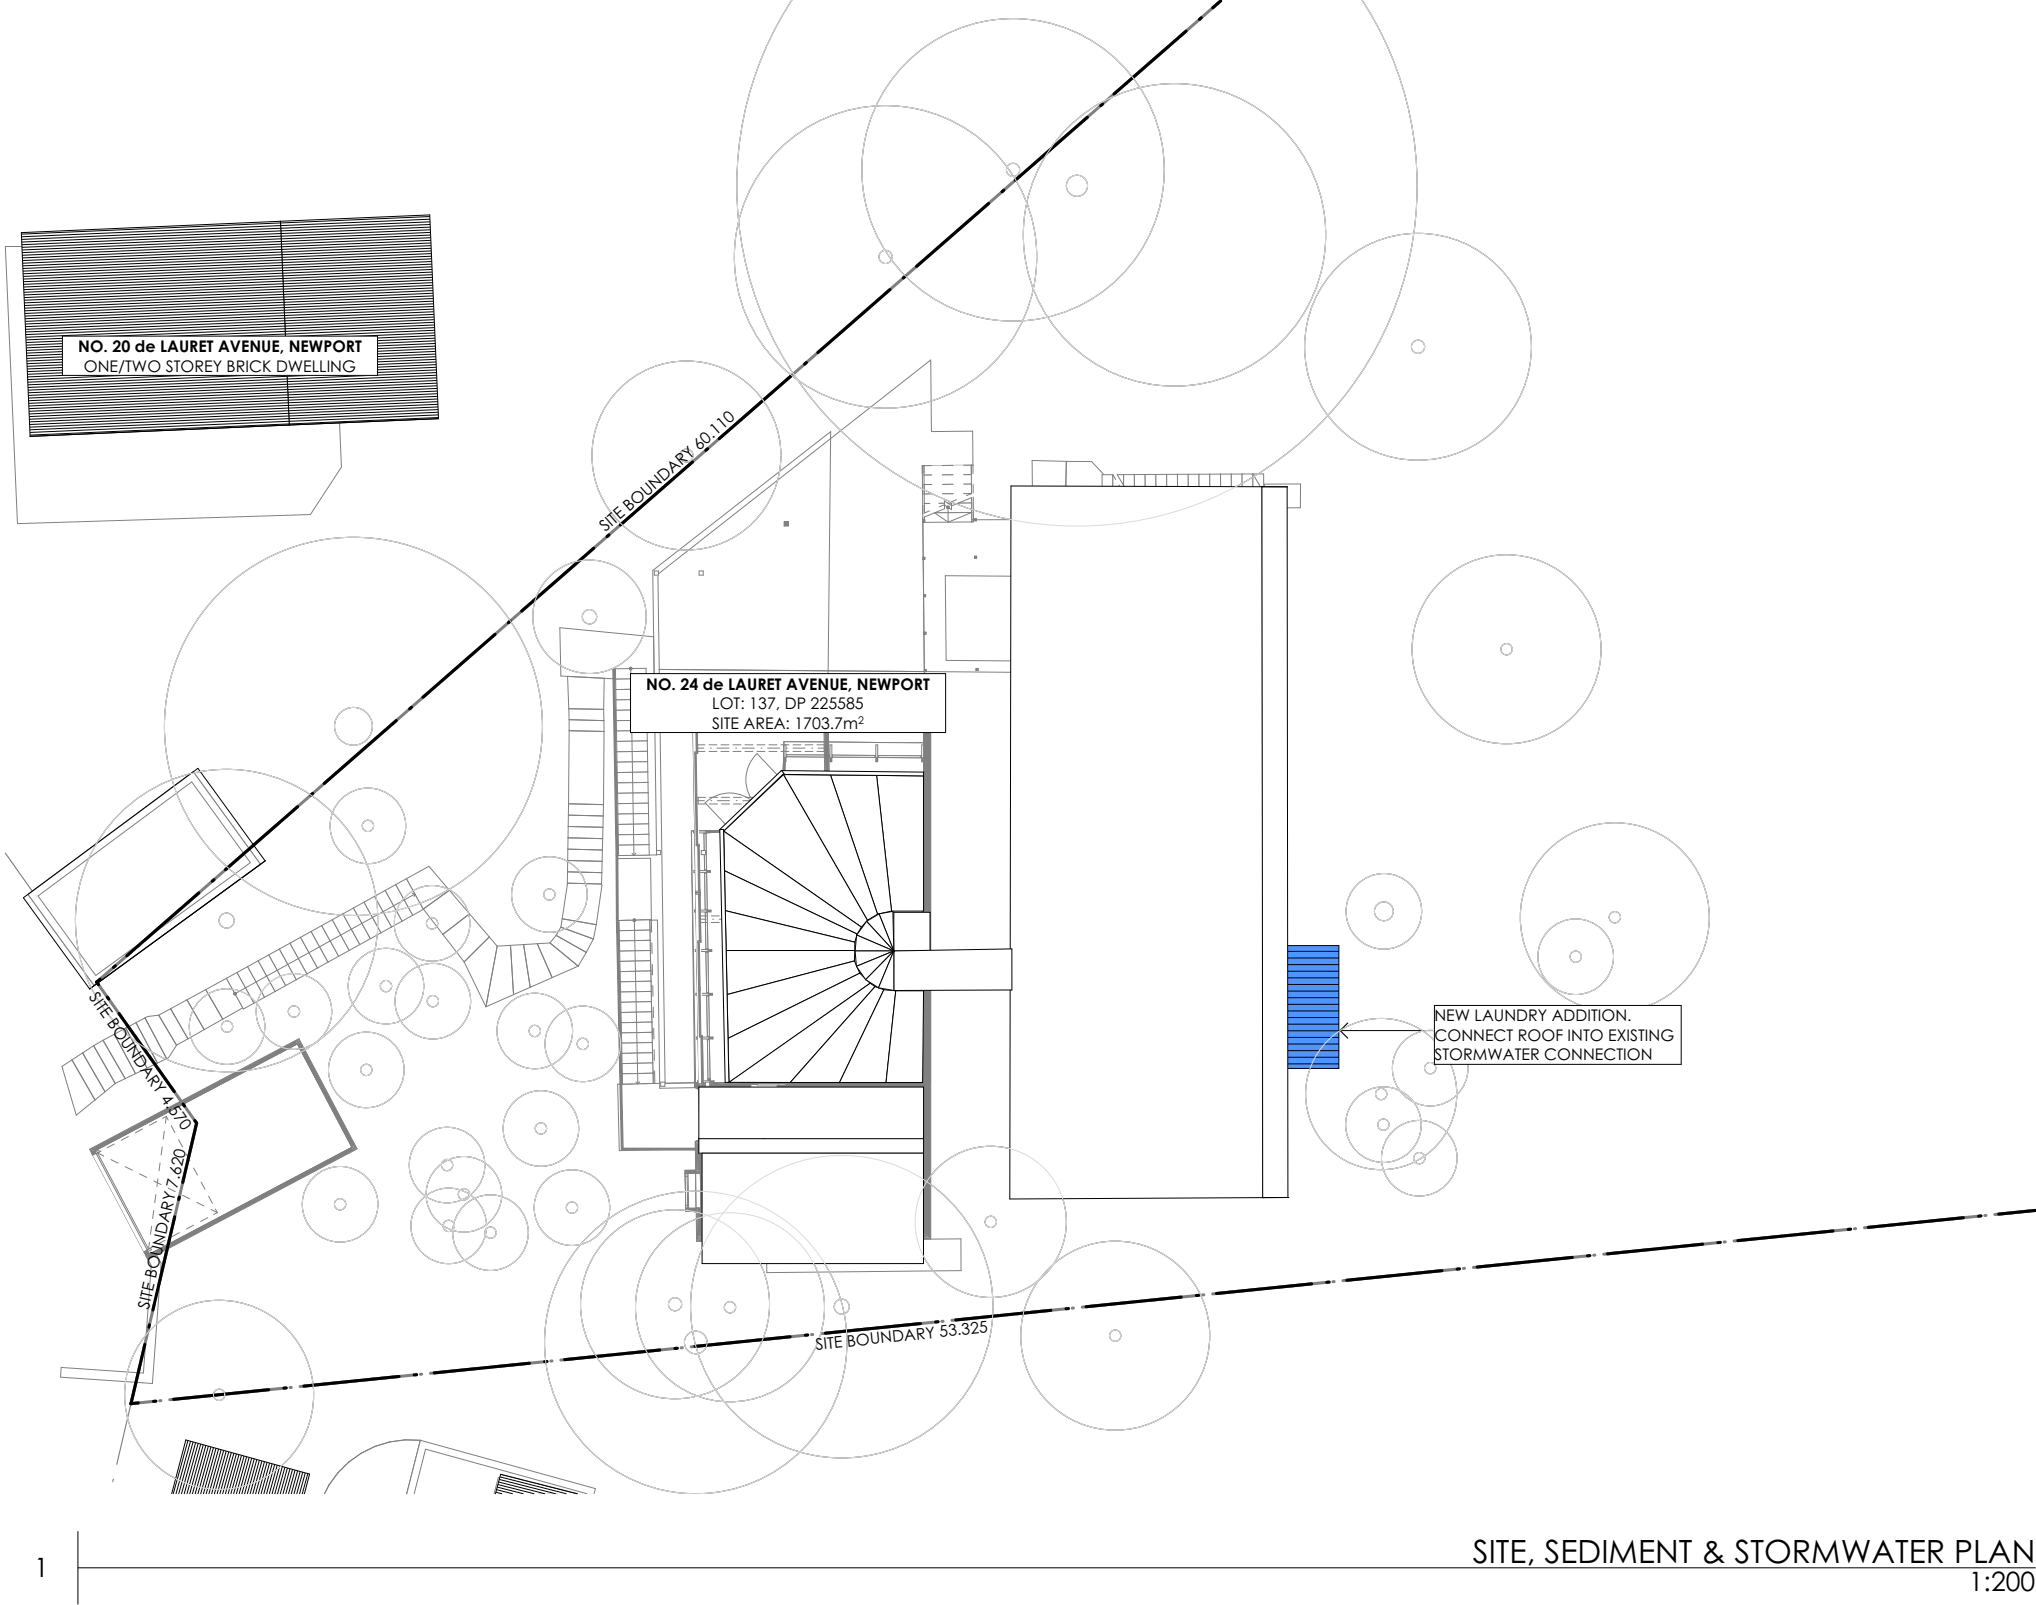 NO. 20 de LAURET AVENUE, NEWPORT
ONE/TWO STOREY BRICK DWELLING
SITE BOUNDARY 60.110
NO. 24 de LAURET AVENUE, NEWPORT
LOT: 137, DP 225585
SITE AREA: 1703.7m²
SITE BOUNDARY 4.570
NEW LAUNDRY ADDITION.
CONNECT ROOF INTO EXISTING
STORMWATER CONNECTION
SITE BOUNDARY 7.620
SITE BOUNDARY 53.325
1
SITE, SEDIMENT & STORMWATER PLAN
1:200